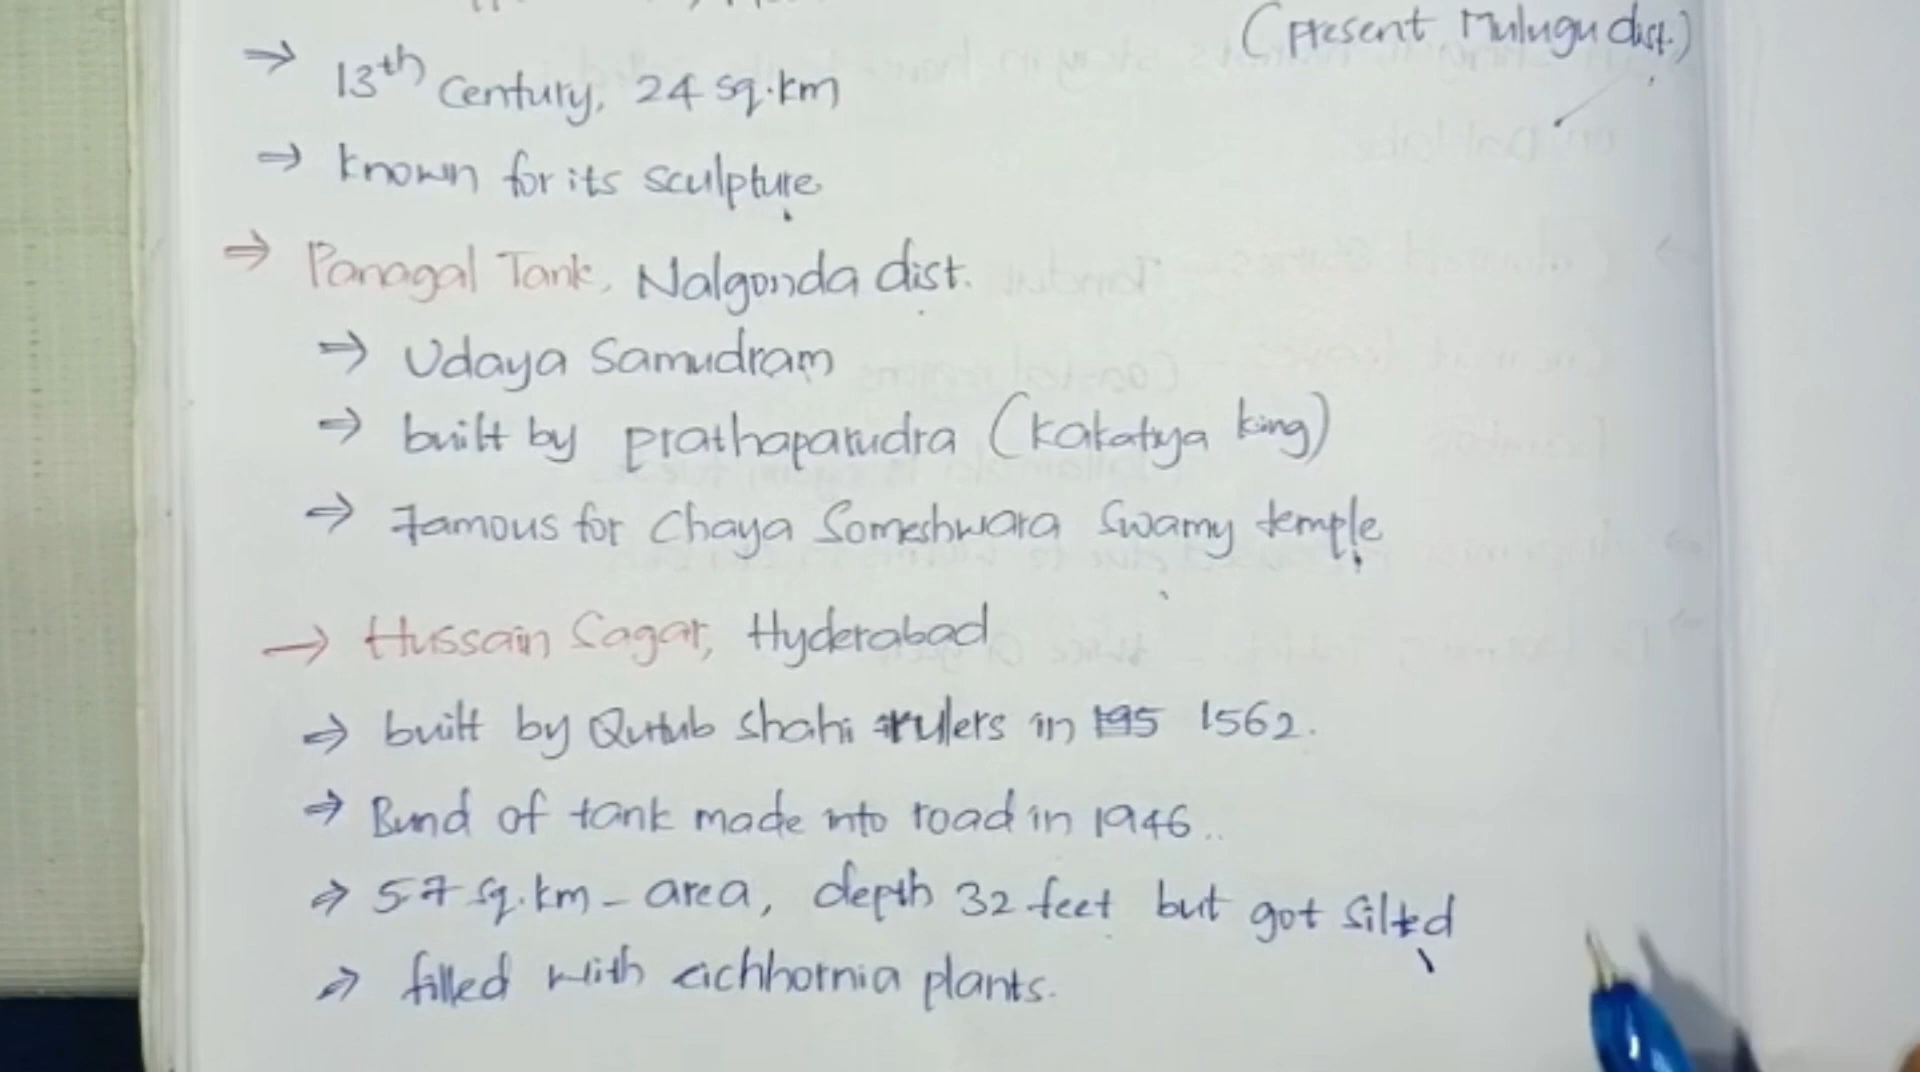 (present Mulugu dist.)
⇒ 13th century, 24 sq.km
⇒ known for its sculpture
⇒ Panagal Tank, Nalgonda dist.
⇒ Udaya Samudram
⇒ built by prathaparudra (kakatiya king)
⇒ famous for Chaya Someshwara Swamy temple
→ Hussain Sagar, Hyderabad
⇒ built by Qutub shahi rulers in 195 1562.
⇒ Bund of tank made into road in 1946..
⇒ 5.7 sq.km - area, depth 32 feet but got silted
⇒ filled with eichhornia plants.